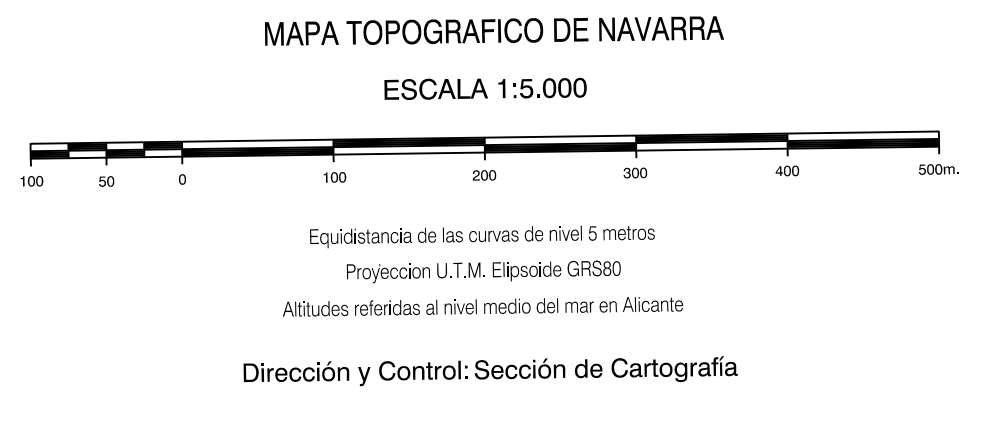 MAPA TOPOGRAFICO DE NAVARRA
ESCALA 1:5.000
100 50 0 100 200 300 400 500m.
Equidistancia de las curvas de nivel 5 metros
Proyeccion U.T.M. Elipsoide GRS80
Altitudes referidas al nivel medio del mar en Alicante
Dirección y Control: Sección de Cartografía